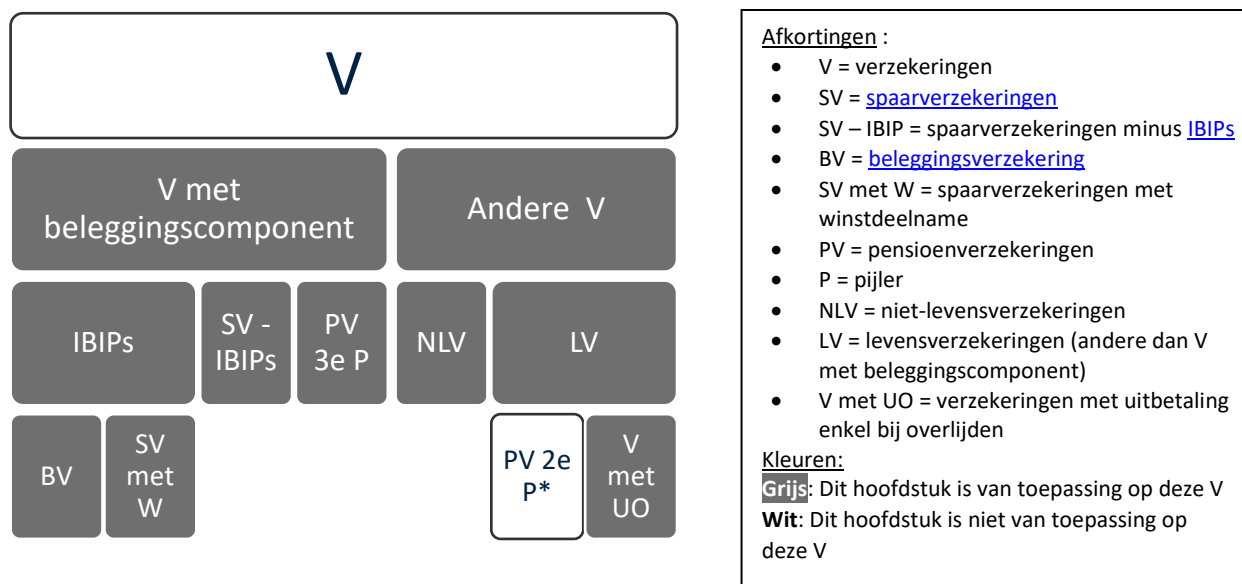 V
V met
beleggingscomponent
Andere V
IBIPs
SV -
IBIPs
PV
3e P
NLV
LV
BV
SV
met
W
PV 2e
P*
V
met
UO
Afkortingen :
• V = verzekeringen
• SV = spaarverzekeringen
• SV – IBIP = spaarverzekeringen minus IBIPs
• BV = beleggingsverzekering
• SV met W = spaarverzekeringen met
winstdeelname
• PV = pensioenverzekeringen
• P = pijler
• NLV = niet-levensverzekeringen
• LV = levensverzekeringen (andere dan V
met beleggingscomponent)
• V met UO = verzekeringen met uitbetaling
enkel bij overlijden
Kleuren:
Grijs: Dit hoofdstuk is van toepassing op deze V
Wit: Dit hoofdstuk is niet van toepassing op
deze V